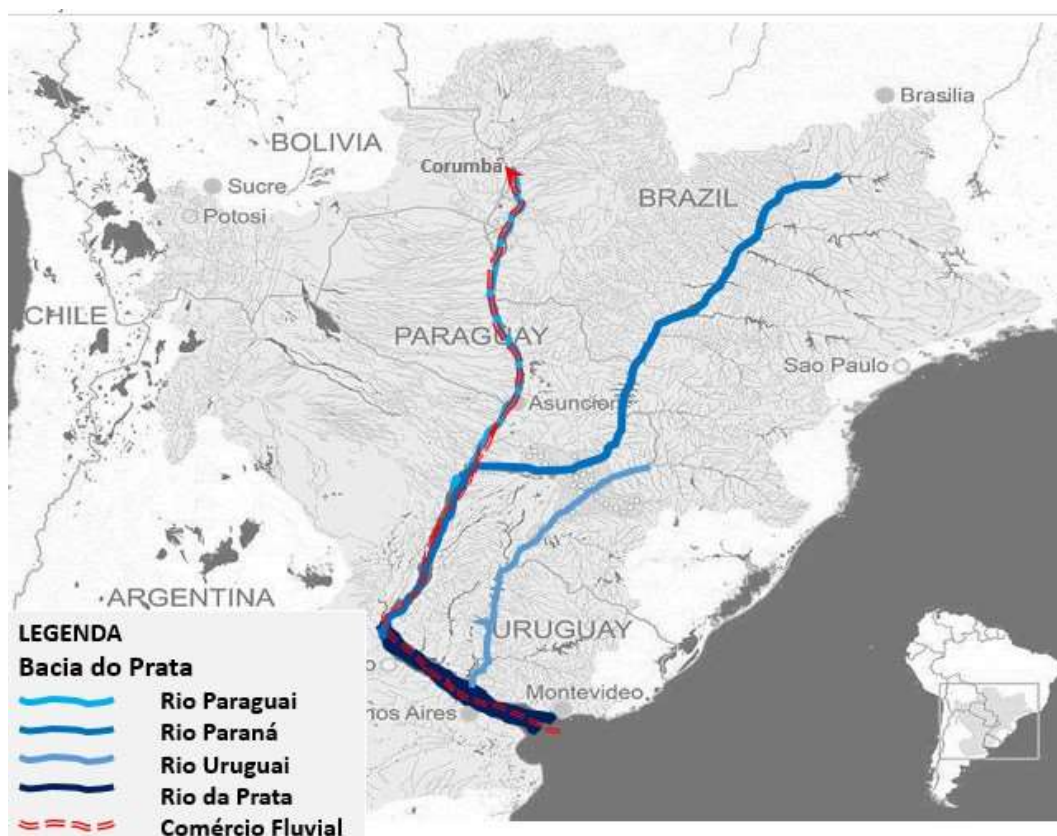 Brasilia
BOLIVIA
Corumbá
Sucre
BRAZIL
Potosi
CHILE
PARAGUAY
Sao Paulo
Asuncion
ARGENTINA
URUGUAY
Montevideo
nos Aires
LEGENDA
Bacia do Prata
Rio Paraguai
Rio Paraná
Rio Uruguai
Rio da Prata
Comércio Fluvial